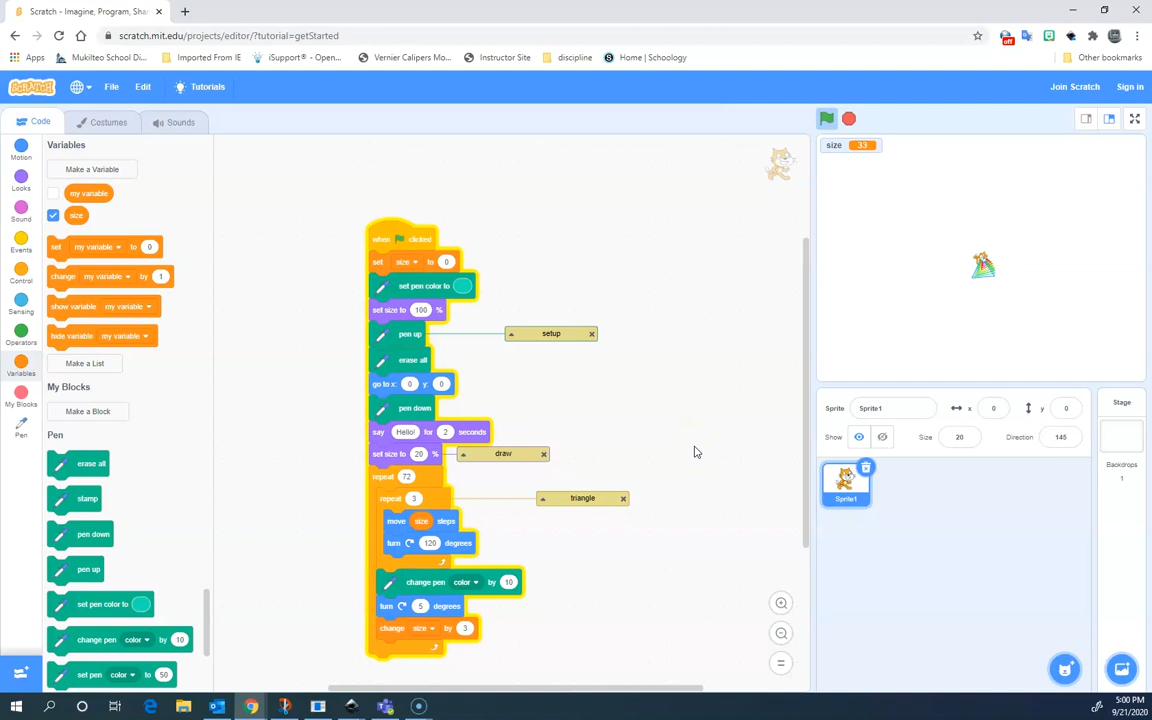 Scratch - Imagine, Program, Sha
scratch.mit.edu/projects/editor/?tutorial=getStarted
Apps
Mukilteo School Di...
Imported From IE
iSupport® - Open...
Vernier Calipers Mo...
Instructor Site
discipline
Home | Schoology
Other bookmarks
off
SCRATCH
File
Edit
Tutorials
Join Scratch
Sign in
Code
Costumes
Sounds
Motion
Looks
Sound
Events
Control
Sensing
Operators
Variables
My Blocks
Pen
Variables
Make a Variable
my variable
size
set my variable to 0
change my variable by 1
show variable my variable
hide variable my variable
Make a List
My Blocks
Make a Block
Pen
erase all
stamp
pen down
pen up
set pen color to
change pen color by 10
set pen color to 50
when clicked
set size to 0
set pen color to
set size to 100 %
pen up
setup
erase all
go to x: 0 y: 0
pen down
say Hello! for 2 seconds
set size to 20 %
draw
repeat 72
repeat 3
triangle
move size steps
turn 120 degrees
change pen color by 10
turn 5 degrees
change size by 3
size 33
Sprite
Sprite1
x 0
y 0
Show
Size 20
Direction 145
Sprite1
Stage
Backdrops
1
5:00 PM
9/21/2020